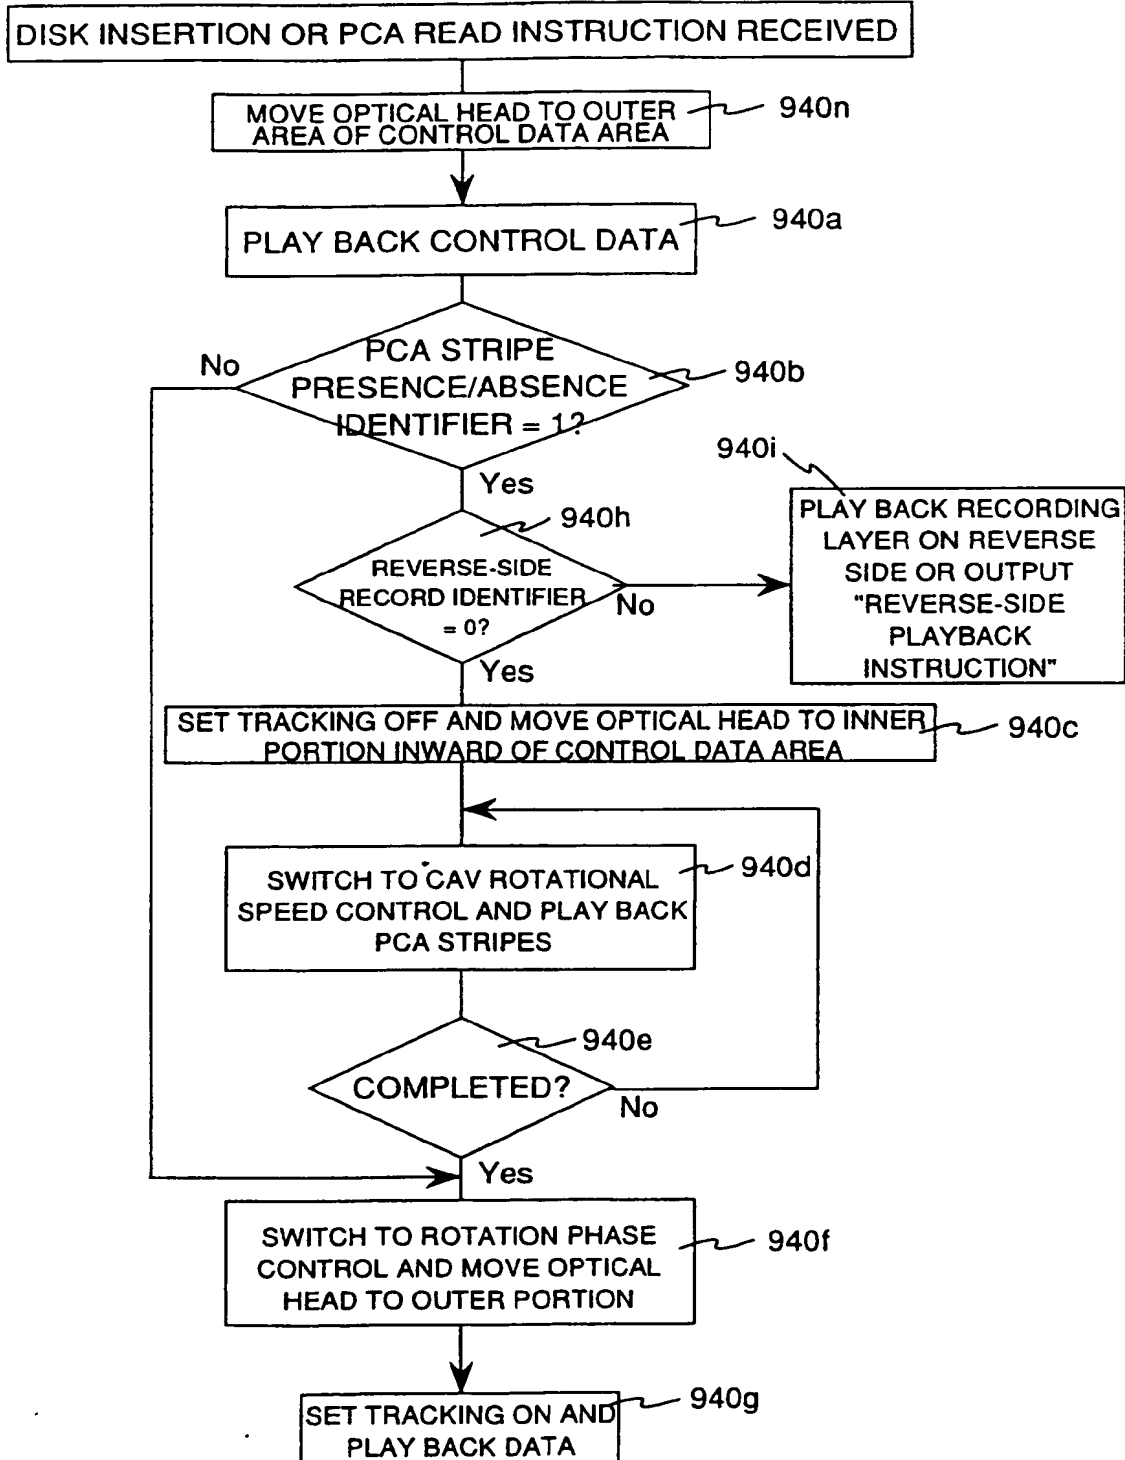 DISK INSERTION OR PCA READ INSTRUCTION RECEIVED
MOVE OPTICAL HEAD TO OUTER
AREA OF CONTROL DATA AREA
940n
PLAY BACK CONTROL DATA
940a
No
PCA STRIPE
PRESENCE/ABSENCE
IDENTIFIER = 1?
940b
Yes
940h
REVERSE-SIDE
RECORD IDENTIFIER
= 0?
No
940i
PLAY BACK RECORDING
LAYER ON REVERSE
SIDE OR OUTPUT
"REVERSE-SIDE
PLAYBACK
INSTRUCTION"
Yes
SET TRACKING OFF AND MOVE OPTICAL HEAD TO INNER
PORTION INWARD OF CONTROL DATA AREA
940c
SWITCH TO CAV ROTATIONAL
SPEED CONTROL AND PLAY BACK
PCA STRIPES
940d
940e
COMPLETED?
No
Yes
SWITCH TO ROTATION PHASE
CONTROL AND MOVE OPTICAL
HEAD TO OUTER PORTION
940f
SET TRACKING ON AND
PLAY BACK DATA
940g